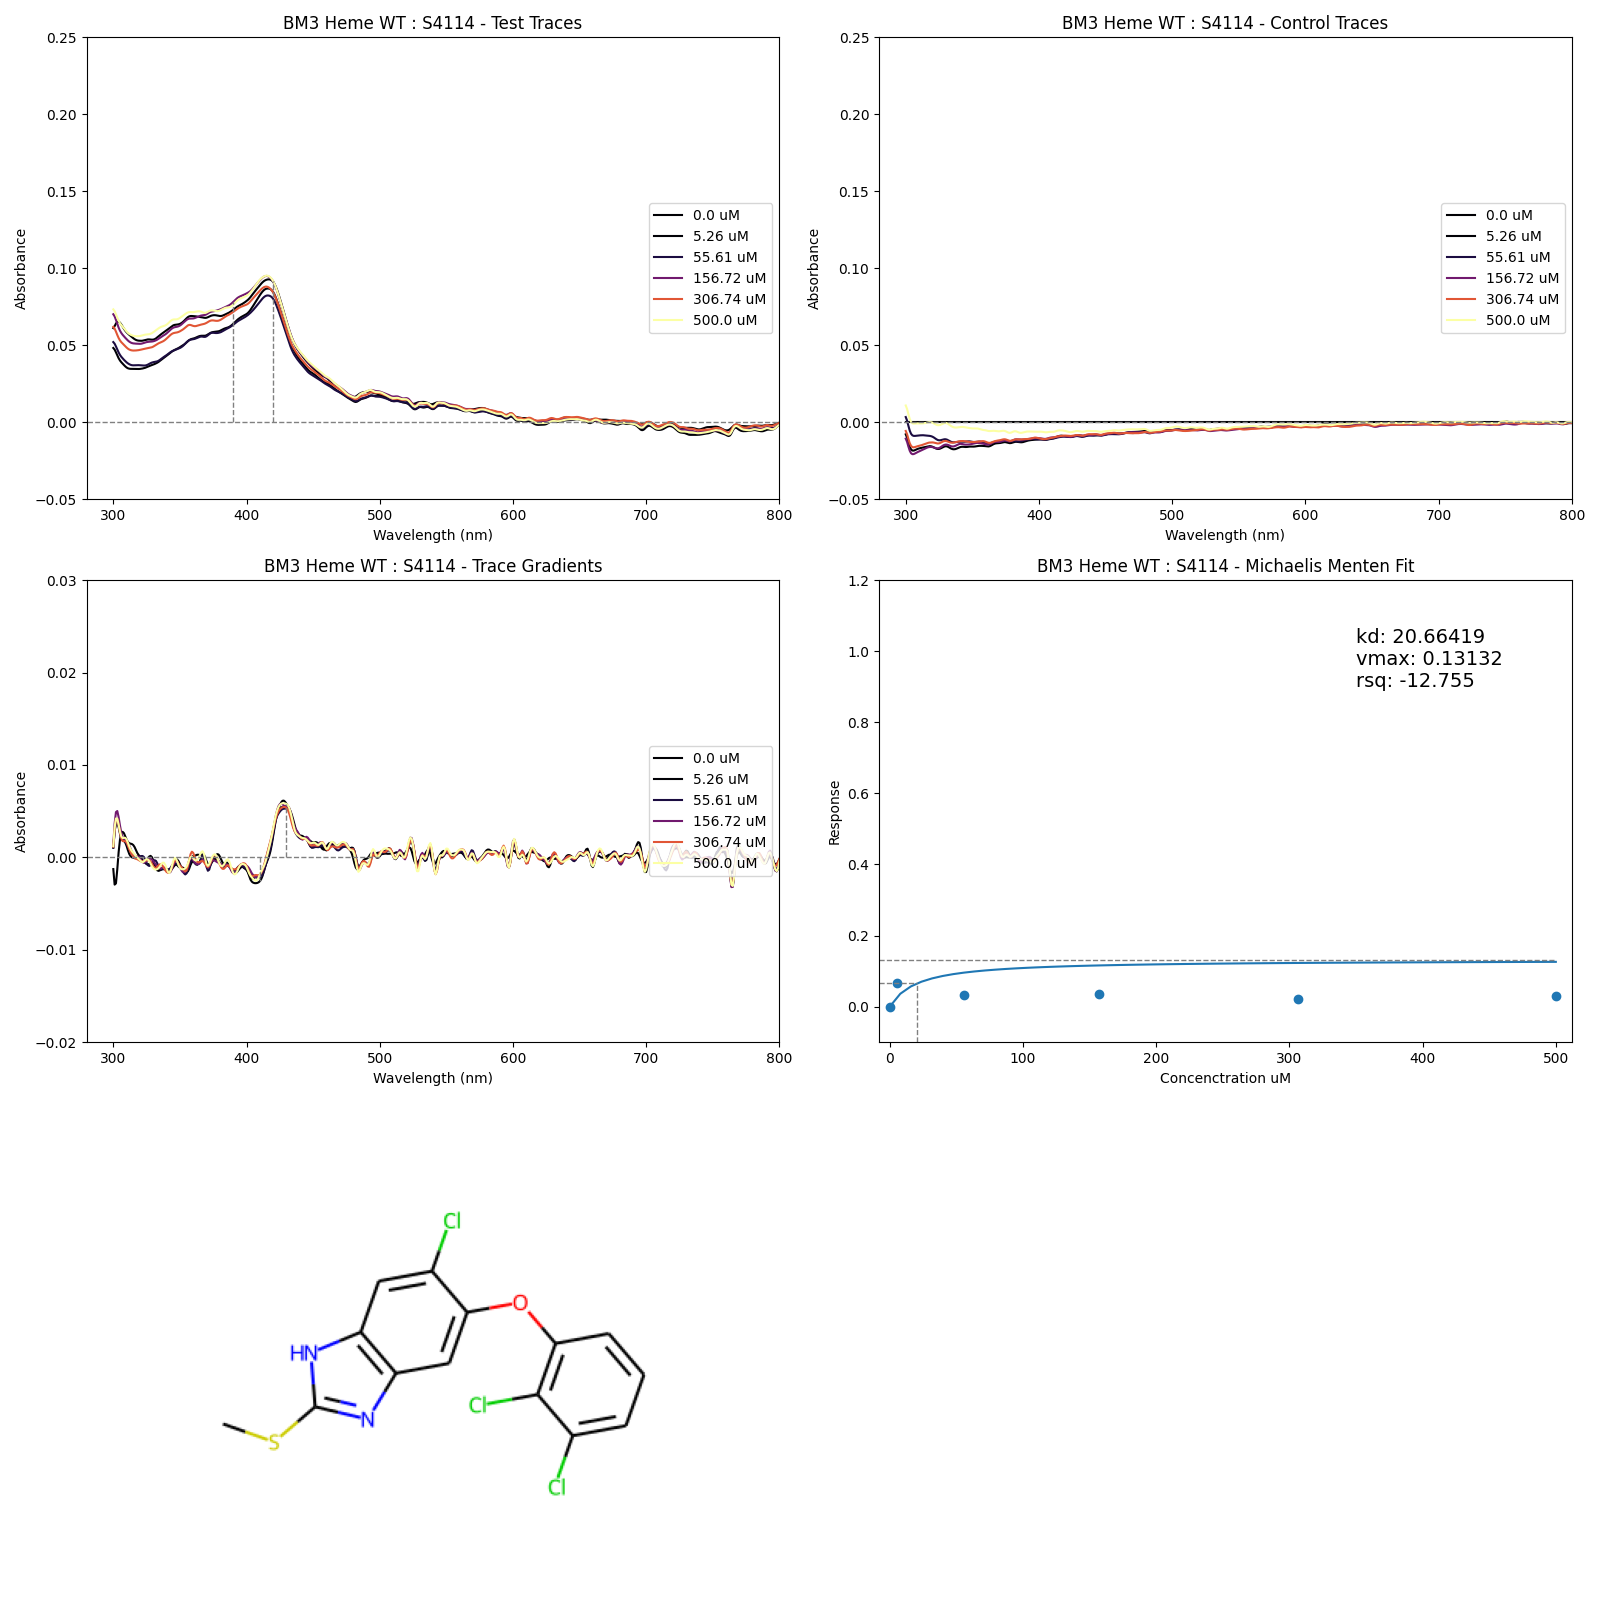 BM3 Heme WT : S4114 - Test Traces
Absorbance
0.25
0.20
0.15
0.10
0.05
0.00
−0.05
300 400 500 600 700 800
Wavelength (nm)
0.0 uM
5.26 uM
55.61 uM
156.72 uM
306.74 uM
500.0 uM
BM3 Heme WT : S4114 - Control Traces
Absorbance
0.25
0.20
0.15
0.10
0.05
0.00
−0.05
300 400 500 600 700 800
Wavelength (nm)
0.0 uM
5.26 uM
55.61 uM
156.72 uM
306.74 uM
500.0 uM
BM3 Heme WT : S4114 - Trace Gradients
Absorbance
0.03
0.02
0.01
0.00
−0.01
−0.02
300 400 500 600 700 800
Wavelength (nm)
0.0 uM
5.26 uM
55.61 uM
156.72 uM
306.74 uM
500.0 uM
BM3 Heme WT : S4114 - Michaelis Menten Fit
Response
1.2
1.0
0.8
0.6
0.4
0.2
0.0
0 100 200 300 400 500
Concenctration uM
kd: 20.66419
vmax: 0.13132
rsq: -12.755
Cl
O
HN
Cl
N
S
Cl